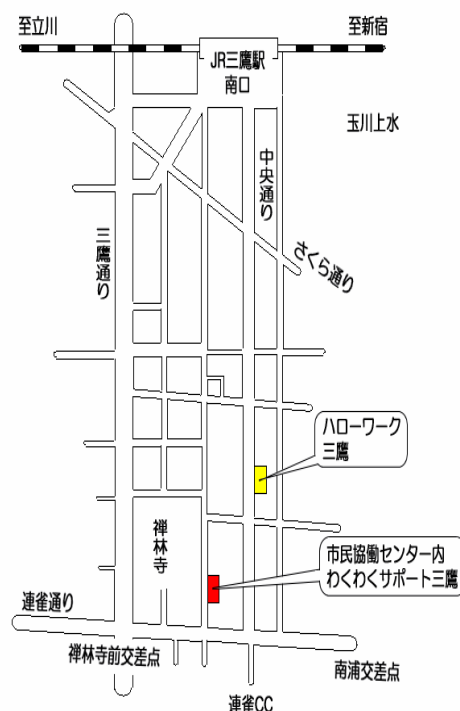 至立川
至新宿
JR三鷹駅
南口
玉川上水
中央通り
三鷹通り
さくら通り
ハローワーク
三鷹
禅林寺
市民協働センター内
わくわくサポート三鷹
連雀通り
禅林寺前交差点
南浦交差点
連雀CC